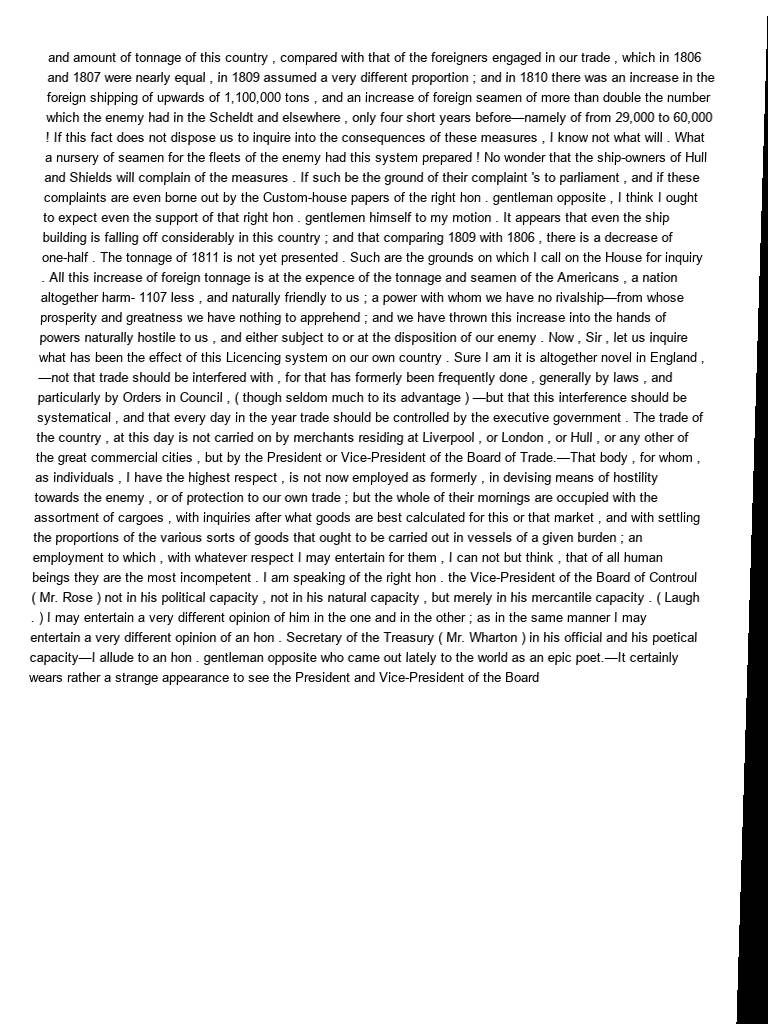 and amount of tonnage of this country , compared with that of the foreigners engaged in our trade , which in 1806
and 1807 were nearly equal , in 1809 assumed a very different proportion ; and in 1810 there was an increase in the
foreign shipping of upwards of 1,100,000 tons , and an increase of foreign seamen of more than double the number
which the enemy had in the Scheldt and elsewhere , only four short years before—namely of from 29,000 to 60,000
! If this fact does not dispose us to inquire into the consequences of these measures , I know not what will . What
a nursery of seamen for the fleets of the enemy had this system prepared ! No wonder that the ship-owners of Hull
and Shields will complain of the measures . If such be the ground of their complaint 's to parliament , and if these
complaints are even borne out by the Custom-house papers of the right hon . gentleman opposite , I think I ought
to expect even the support of that right hon . gentlemen himself to my motion . It appears that even the ship
building is falling off considerably in this country ; and that comparing 1809 with 1806 , there is a decrease of
one-half . The tonnage of 1811 is not yet presented . Such are the grounds on which I call on the House for inquiry
. All this increase of foreign tonnage is at the expence of the tonnage and seamen of the Americans , a nation
altogether harm- 1107 less , and naturally friendly to us ; a power with whom we have no rivalship—from whose
prosperity and greatness we have nothing to apprehend ; and we have thrown this increase into the hands of
powers naturally hostile to us , and either subject to or at the disposition of our enemy . Now , Sir , let us inquire
what has been the effect of this Licencing system on our own country . Sure I am it is altogether novel in England ,
—not that trade should be interfered with , for that has formerly been frequently done , generally by laws , and
particularly by Orders in Council , ( though seldom much to its advantage ) —but that this interference should be
systematical , and that every day in the year trade should be controlled by the executive government . The trade of
the country , at this day is not carried on by merchants residing at Liverpool , or London , or Hull , or any other of
the great commercial cities , but by the President or Vice-President of the Board of Trade.—That body , for whom ,
as individuals , I have the highest respect , is not now employed as formerly , in devising means of hostility
towards the enemy , or of protection to our own trade ; but the whole of their mornings are occupied with the
assortment of cargoes , with inquiries after what goods are best calculated for this or that market , and with settling
the proportions of the various sorts of goods that ought to be carried out in vessels of a given burden ; an
employment to which , with whatever respect I may entertain for them , I can not but think , that of all human
beings they are the most incompetent . I am speaking of the right hon . the Vice-President of the Board of Controul
( Mr. Rose ) not in his political capacity , not in his natural capacity , but merely in his mercantile capacity . ( Laugh
. ) I may entertain a very different opinion of him in the one and in the other ; as in the same manner I may
entertain a very different opinion of an hon . Secretary of the Treasury ( Mr. Wharton ) in his official and his poetical
capacity—I allude to an hon . gentleman opposite who came out lately to the world as an epic poet.—It certainly
wears rather a strange appearance to see the President and Vice-President of the Board